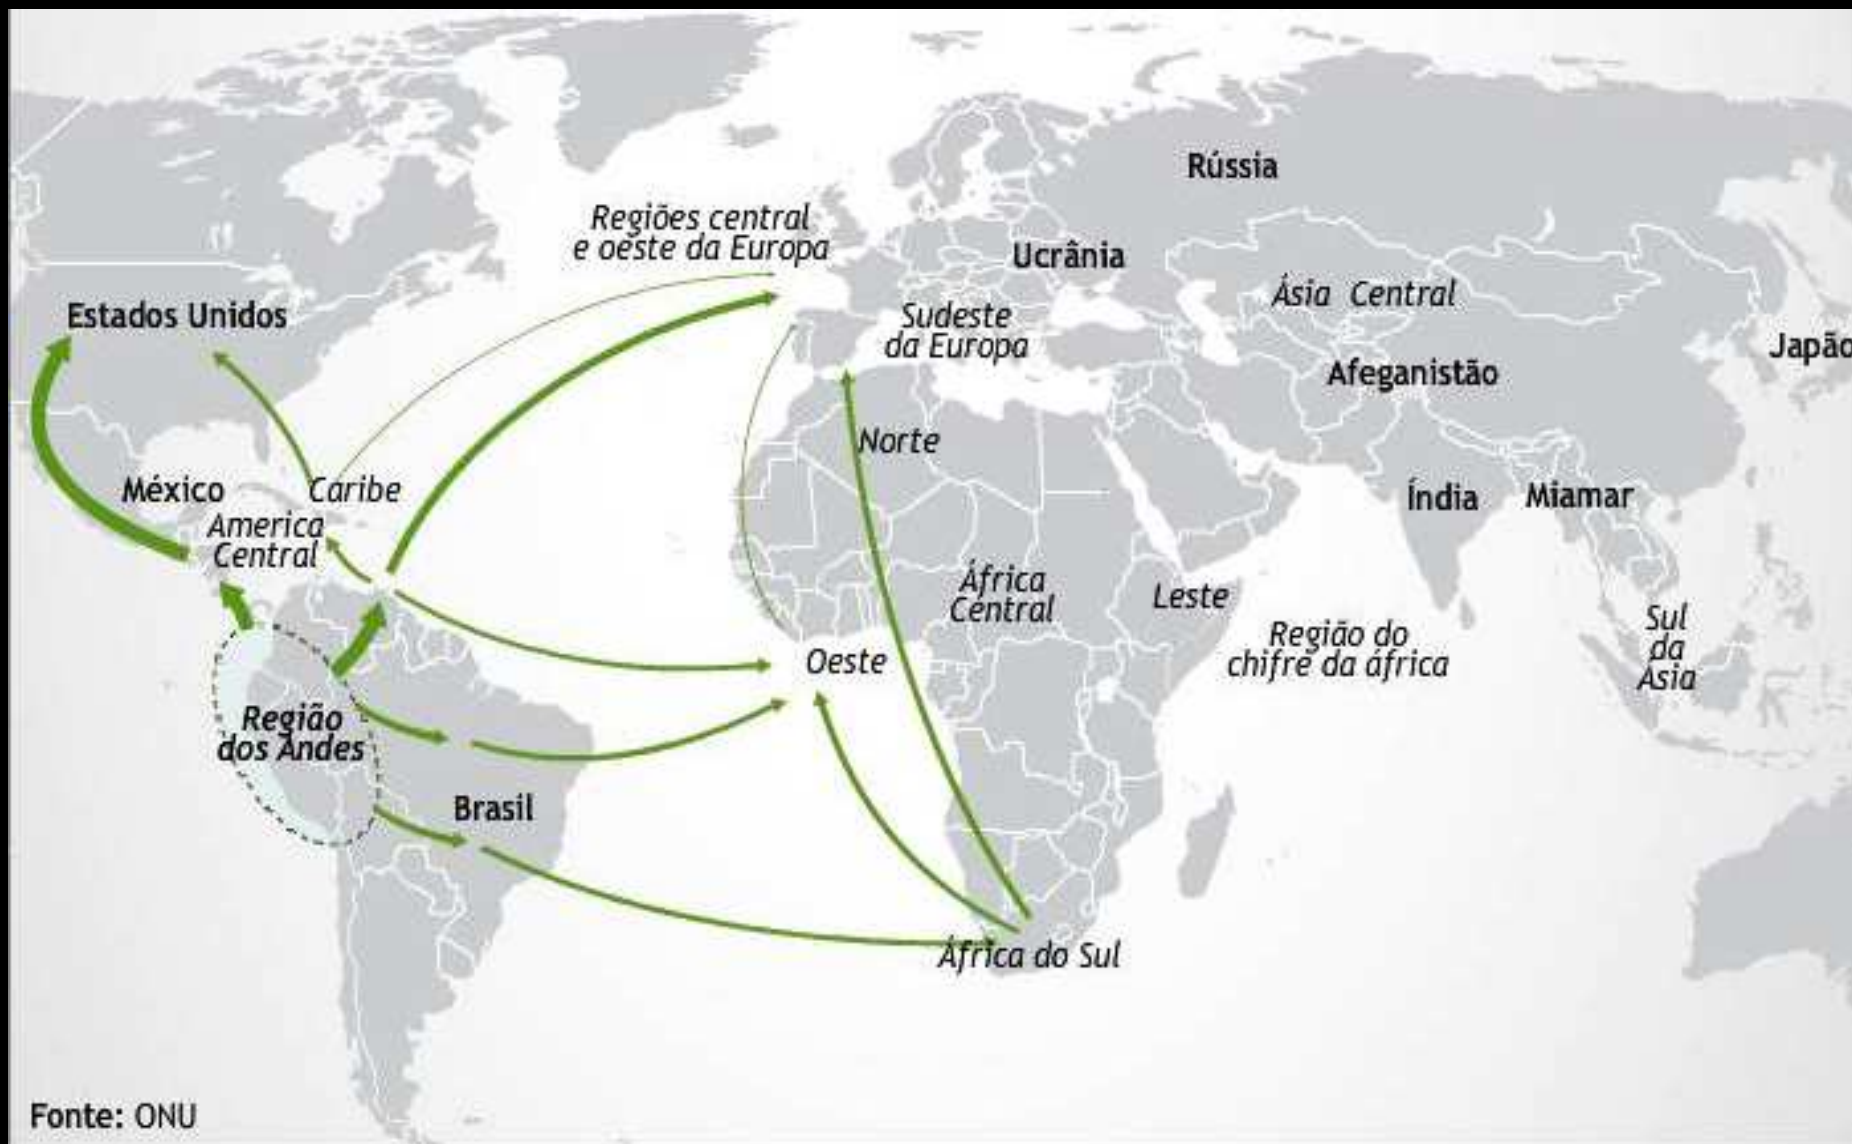 Rússia
Regiões central
e oeste da Europa
Ucrânia
Ásia Central
Estados Unidos
Sudeste
da Europa
Japão
Afeganistão
Norte
México
Caribe
Índia
Miamar
America
Central
África
Central
Leste
Sul
da
Ásia
Região do
chifre da áfrica
Oeste
Região
dos Andes
Brasil
África do Sul
Fonte: ONU